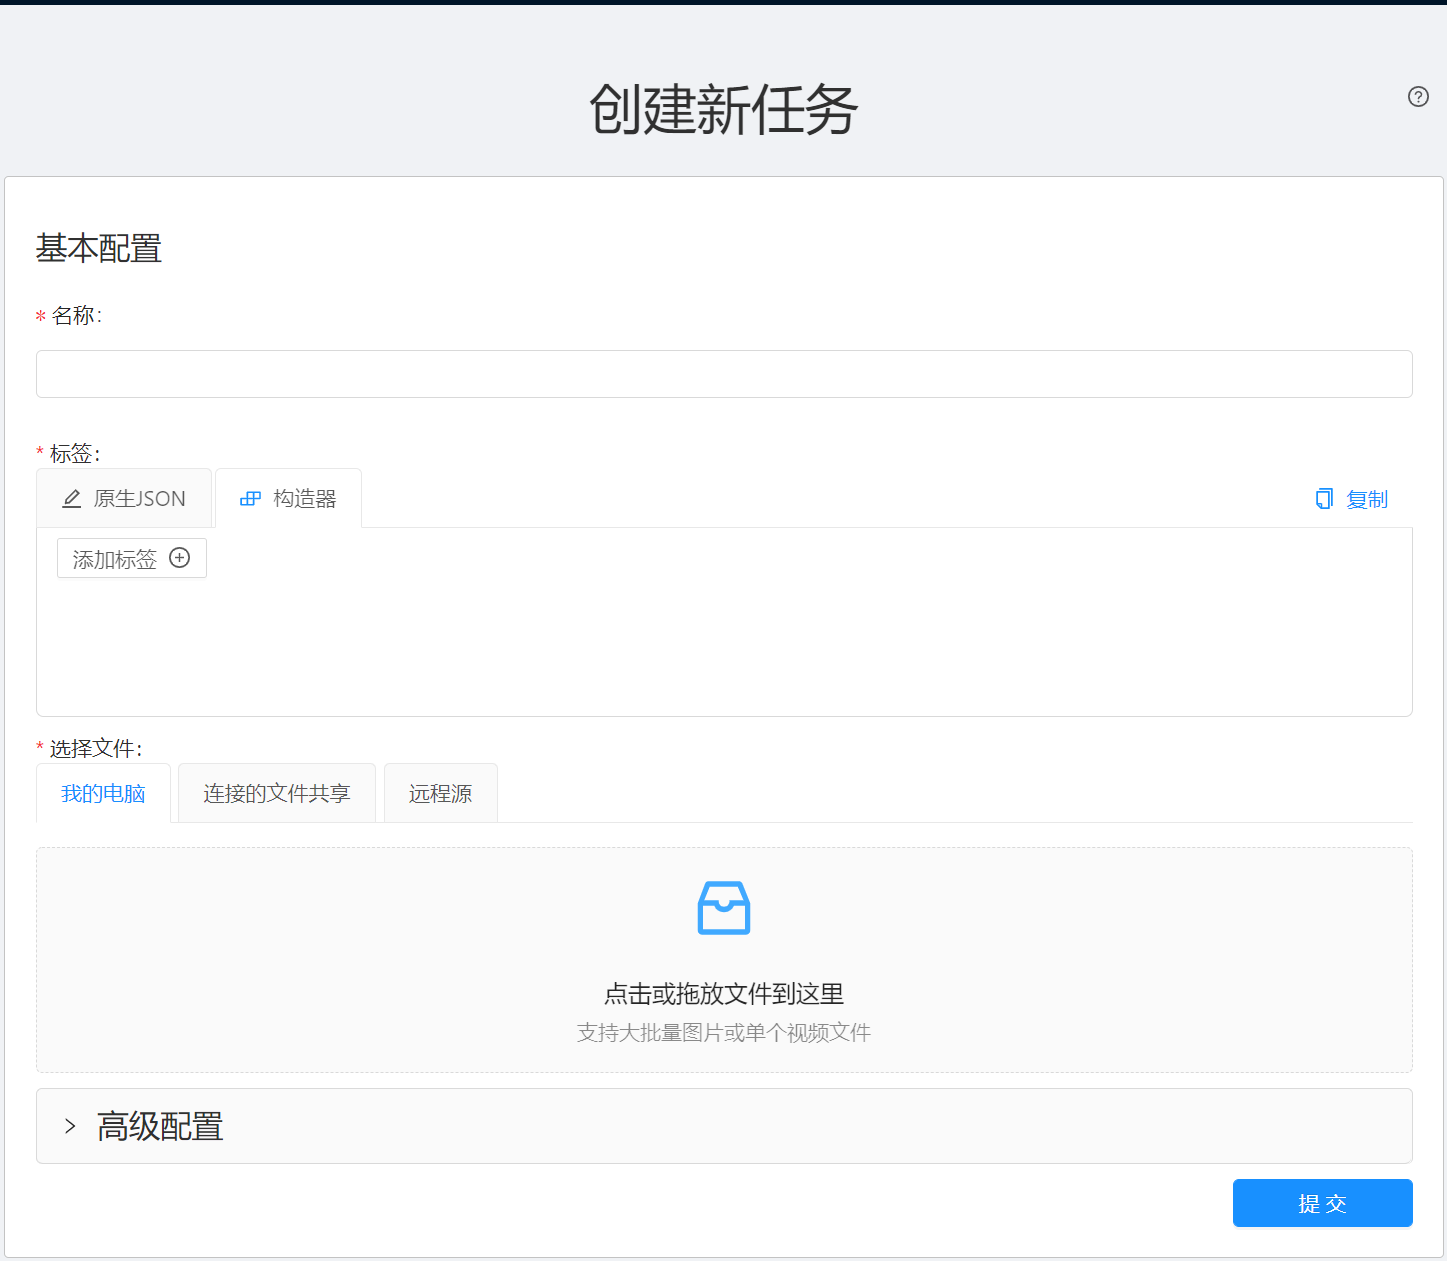 创建新任务
基本配置
* 名称:
* 标签:
原生JSON 构造器 复制
添加标签
* 选择文件:
我的电脑 连接的文件共享 远程源
点击或拖放文件到这里
支持大批量图片或单个视频文件
高级配置
提 交